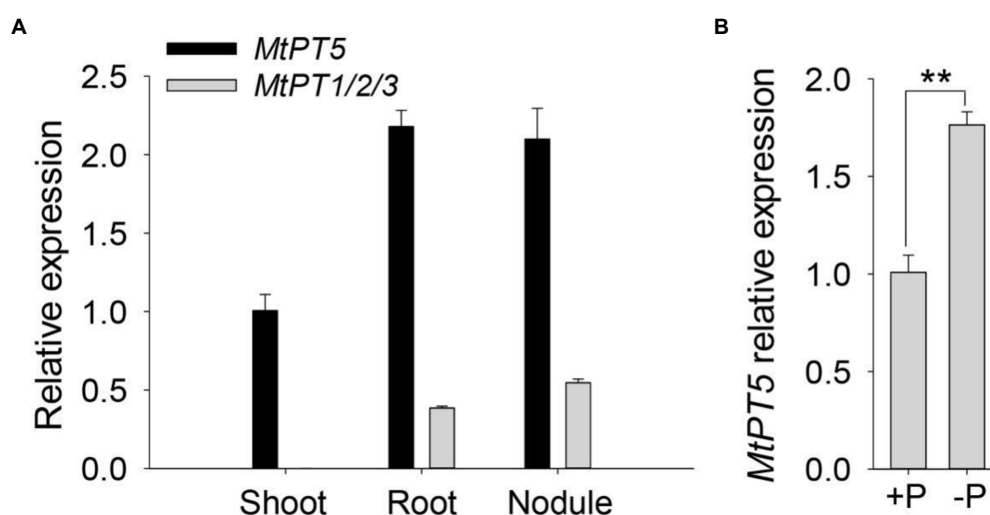 A
MtPT5
MtPT1/2/3
Relative expression
2.5
2.0
1.5
1.0
0.5
0.0
Shoot Root Nodule
B
**
MtPT5 relative expression
2.0
1.5
1.0
0.5
0.0
+P -P